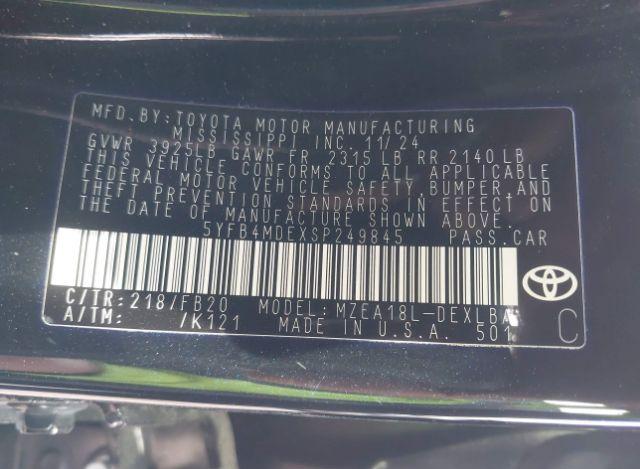 MFD. BY: TOYOTA MOTOR MANUFACTURING
MISSISSIPPI INC. 11/24
GVWR 3925LB GAWR FR 2315 LB RR 2140 LB
THIS VEHICLE CONFORMS TO ALL APPLICABLE
FEDERAL MOTOR VEHICLE SAFETY, BUMPER, AND
THEFT PREVENTION STANDARDS IN EFFECT ON
THE DATE OF MANUFACTURE SHOWN ABOVE.
5YFB4MDEXSP249845 PASS. CAR
C/TR: 218/FB20 MODEL: MZEA18L-DEXLBA
A/TM: /K121 MADE IN U.S.A. 501
C